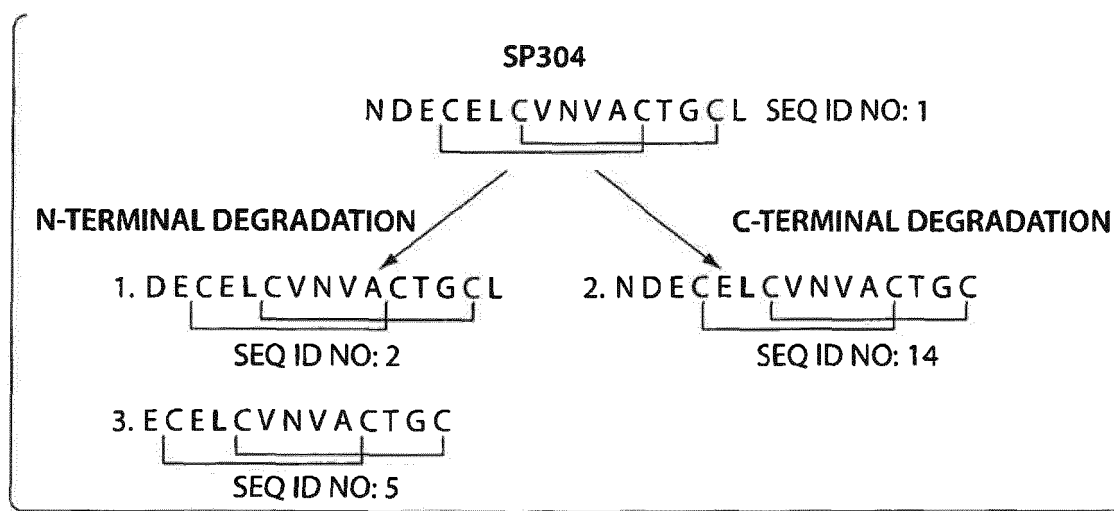 SP304
N D E C E L C V N V A C T G C L SEQ ID NO: 1
N-TERMINAL DEGRADATION
C-TERMINAL DEGRADATION
1. D E C E L C V N V A C T G C L
2. N D E C E L C V N V A C T G C
SEQ ID NO: 2
SEQ ID NO: 14
3. E C E L C V N V A C T G C
SEQ ID NO: 5